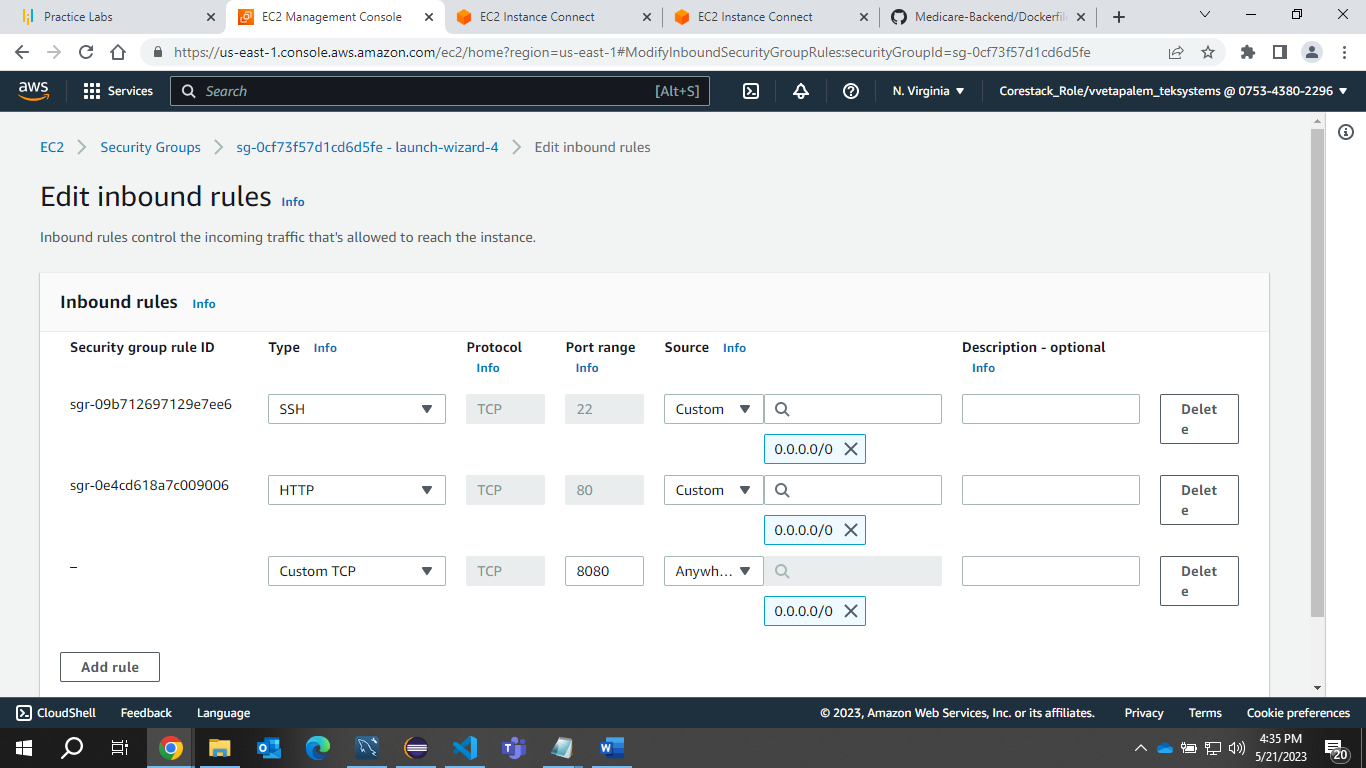 Practice Labs
EC2 Management Console
EC2 Instance Connect
EC2 Instance Connect
Medicare-Backend/Dockerfil
https://us-east-1.console.aws.amazon.com/ec2/home?region=us-east-1#ModifyInboundSecurityGroupRules:securityGroupId=sg-0cf73f57d1cd6d5fe
aws
Services
Search
[Alt+S]
N. Virginia
Corestack_Role/vvetapalem_teksystems @ 0753-4380-2296
EC2
Security Groups
sg-0cf73f57d1cd6d5fe - launch-wizard-4
Edit inbound rules
Edit inbound rules Info
Inbound rules control the incoming traffic that's allowed to reach the instance.
Inbound rules Info
Security group rule ID
Type Info
Protocol
Info
Port range
Info
Source Info
Description - optional
Info
sgr-09b712697129e7ee6
SSH
TCP
22
Custom
0.0.0.0/0
Delet
e
sgr-0e4cd618a7c009006
HTTP
TCP
80
Custom
0.0.0.0/0
Delet
e
–
Custom TCP
TCP
8080
Anywh...
0.0.0.0/0
Delet
e
Add rule
CloudShell
Feedback
Language
© 2023, Amazon Web Services, Inc. or its affiliates.
Privacy
Terms
Cookie preferences
4:35 PM
5/21/2023
20